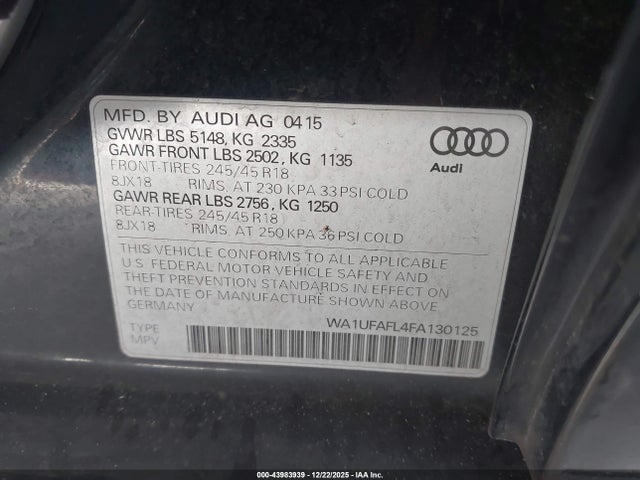 MFD. BY AUDI AG 0415
GVWR LBS 5148, KG 2335
GAWR FRONT LBS 2502, KG 1135
FRONT-TIRES 245/45 R18
8JX18 RIMS, AT 230 KPA 33 PSI COLD
GAWR REAR LBS 2756, KG 1250
REAR-TIRES 245/45 R18
8JX18 RIMS, AT 250 KPA 36 PSI COLD
THIS VEHICLE CONFORMS TO ALL APPLICABLE
U.S. FEDERAL MOTOR VEHICLE SAFETY AND
THEFT PREVENTION STANDARDS IN EFFECT ON
THE DATE OF MANUFACTURE SHOWN ABOVE
GERMANY
Audi
WA1UFAFL4FA130125
TYPE
MPV
000-43983939 - 12/22/2025 - IAA Inc.